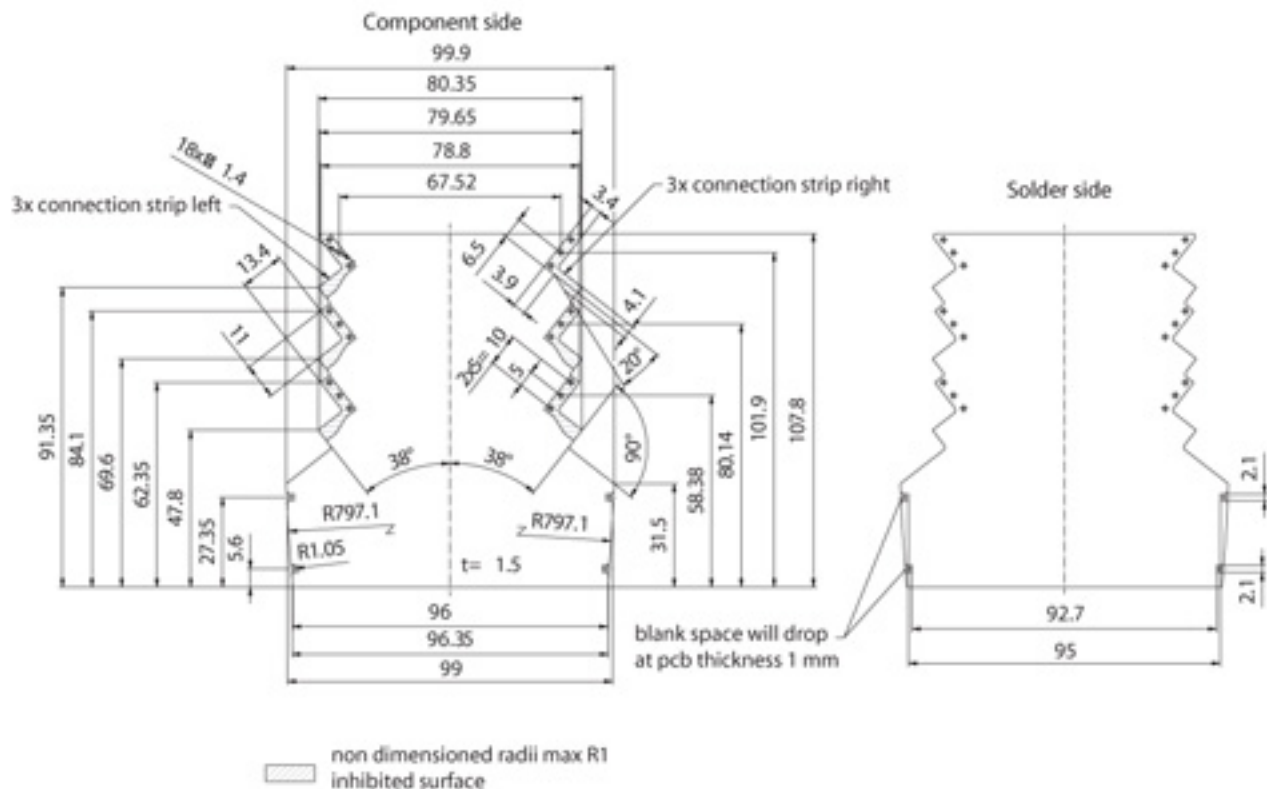 Component side
99.9
80.35
79.65
78.8
67.52
18x 1.4
3x connection strip left
3x connection strip right
Solder side
3.4
6.5
3.9
4.1
13.4
11
2x5= 10
5
20°
90°
38°
38°
91.35
84.1
69.6
62.35
47.8
27.35
5.6
R797.1
R797.1
R1.05
t= 1.5
31.5
58.38
80.14
101.9
107.8
2.1
2.1
96
96.35
99
92.7
95
blank space will drop
at pcb thickness 1 mm
non dimensioned radii max R1
inhibited surface